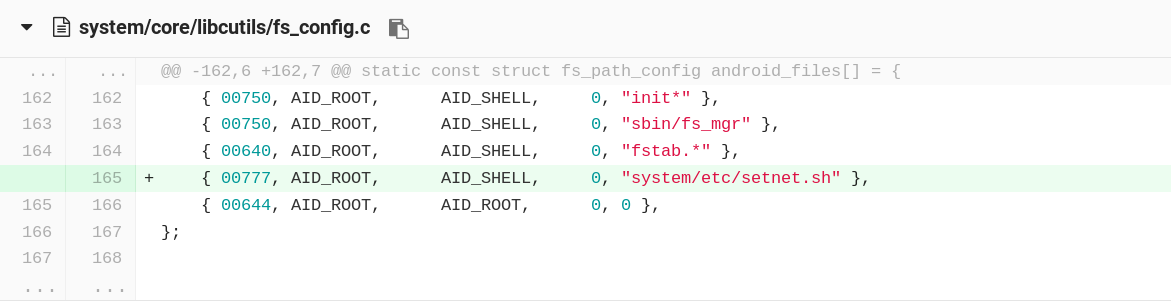 system/core/libcutils/fs_config.c
... ... @@ -162,6 +162,7 @@ static const struct fs_path_config android_files[] = {
162 162 { 00750, AID_ROOT, AID_SHELL, 0, "init*" },
163 163 { 00750, AID_ROOT, AID_SHELL, 0, "sbin/fs_mgr" },
164 164 { 00640, AID_ROOT, AID_SHELL, 0, "fstab.*" },
165 + { 00777, AID_ROOT, AID_SHELL, 0, "system/etc/setnet.sh" },
165 166 { 00644, AID_ROOT, AID_ROOT, 0, 0 },
166 167 };
167 168
... ...